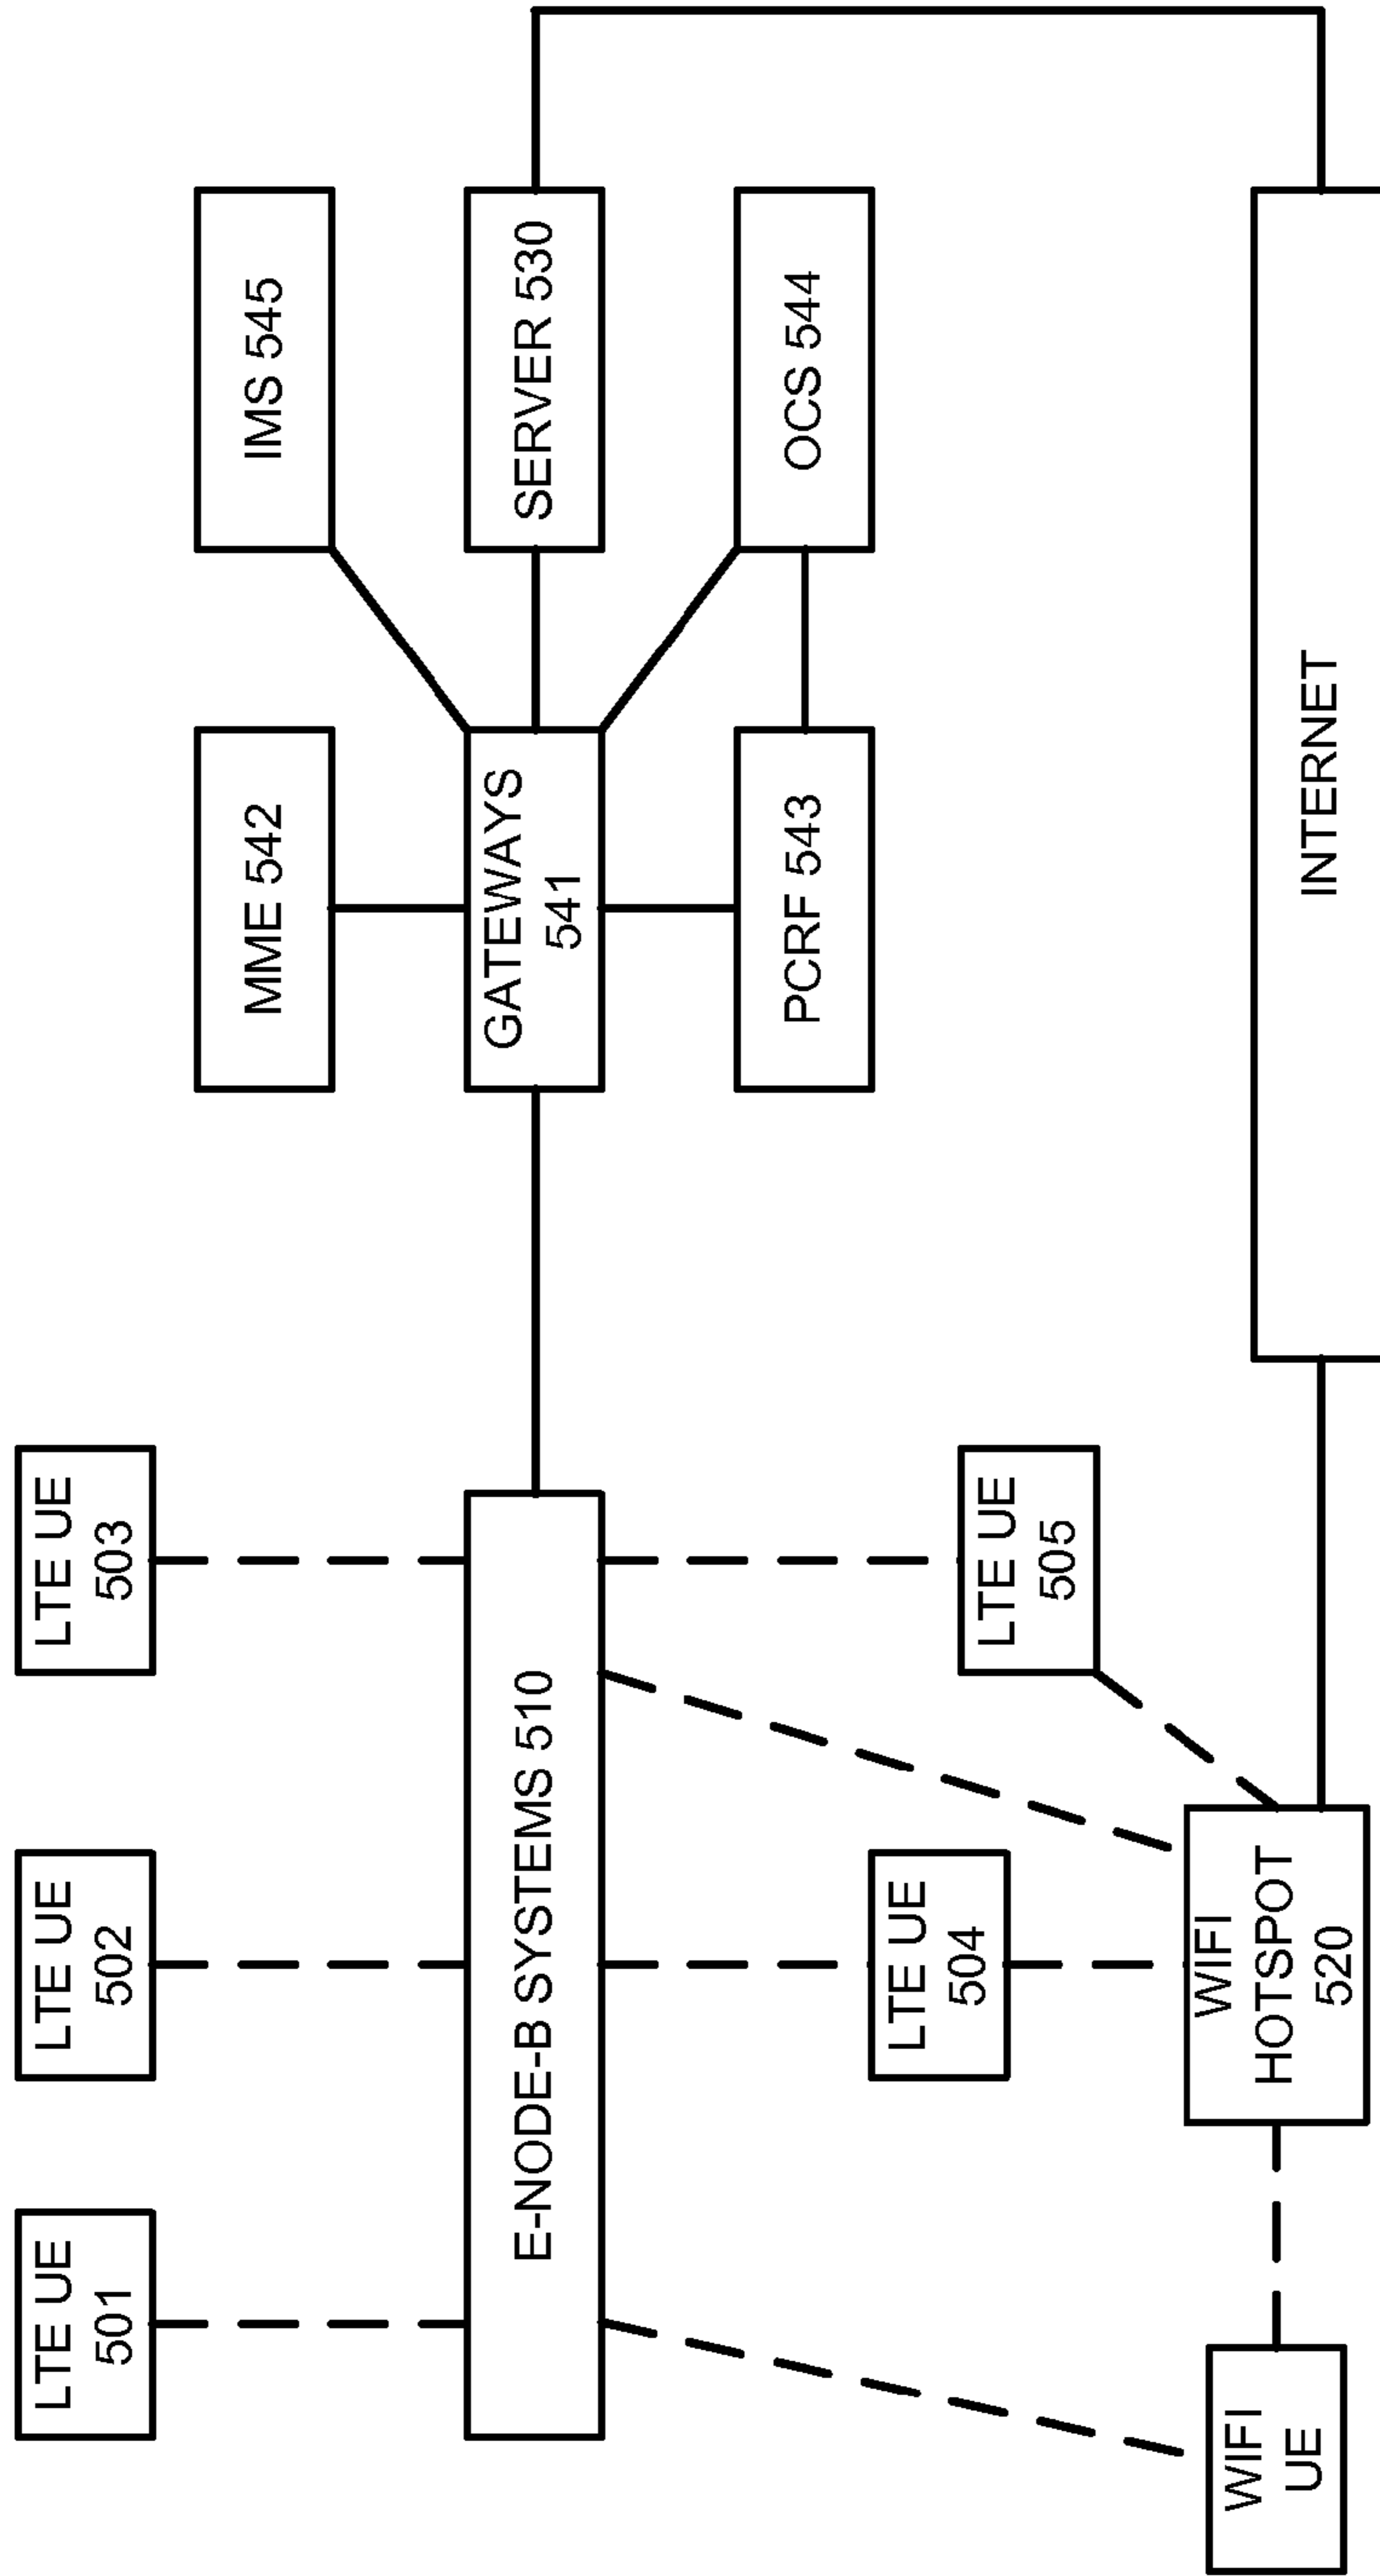 LTE UE
501
LTE UE
502
LTE UE
503
MME 542
IMS 545
E-NODE-B SYSTEMS 510
GATEWAYS
541
SERVER 530
PCRF 543
OCS 544
LTE UE
504
LTE UE
505
WIFI
UE
WIFI
HOTSPOT
520
INTERNET